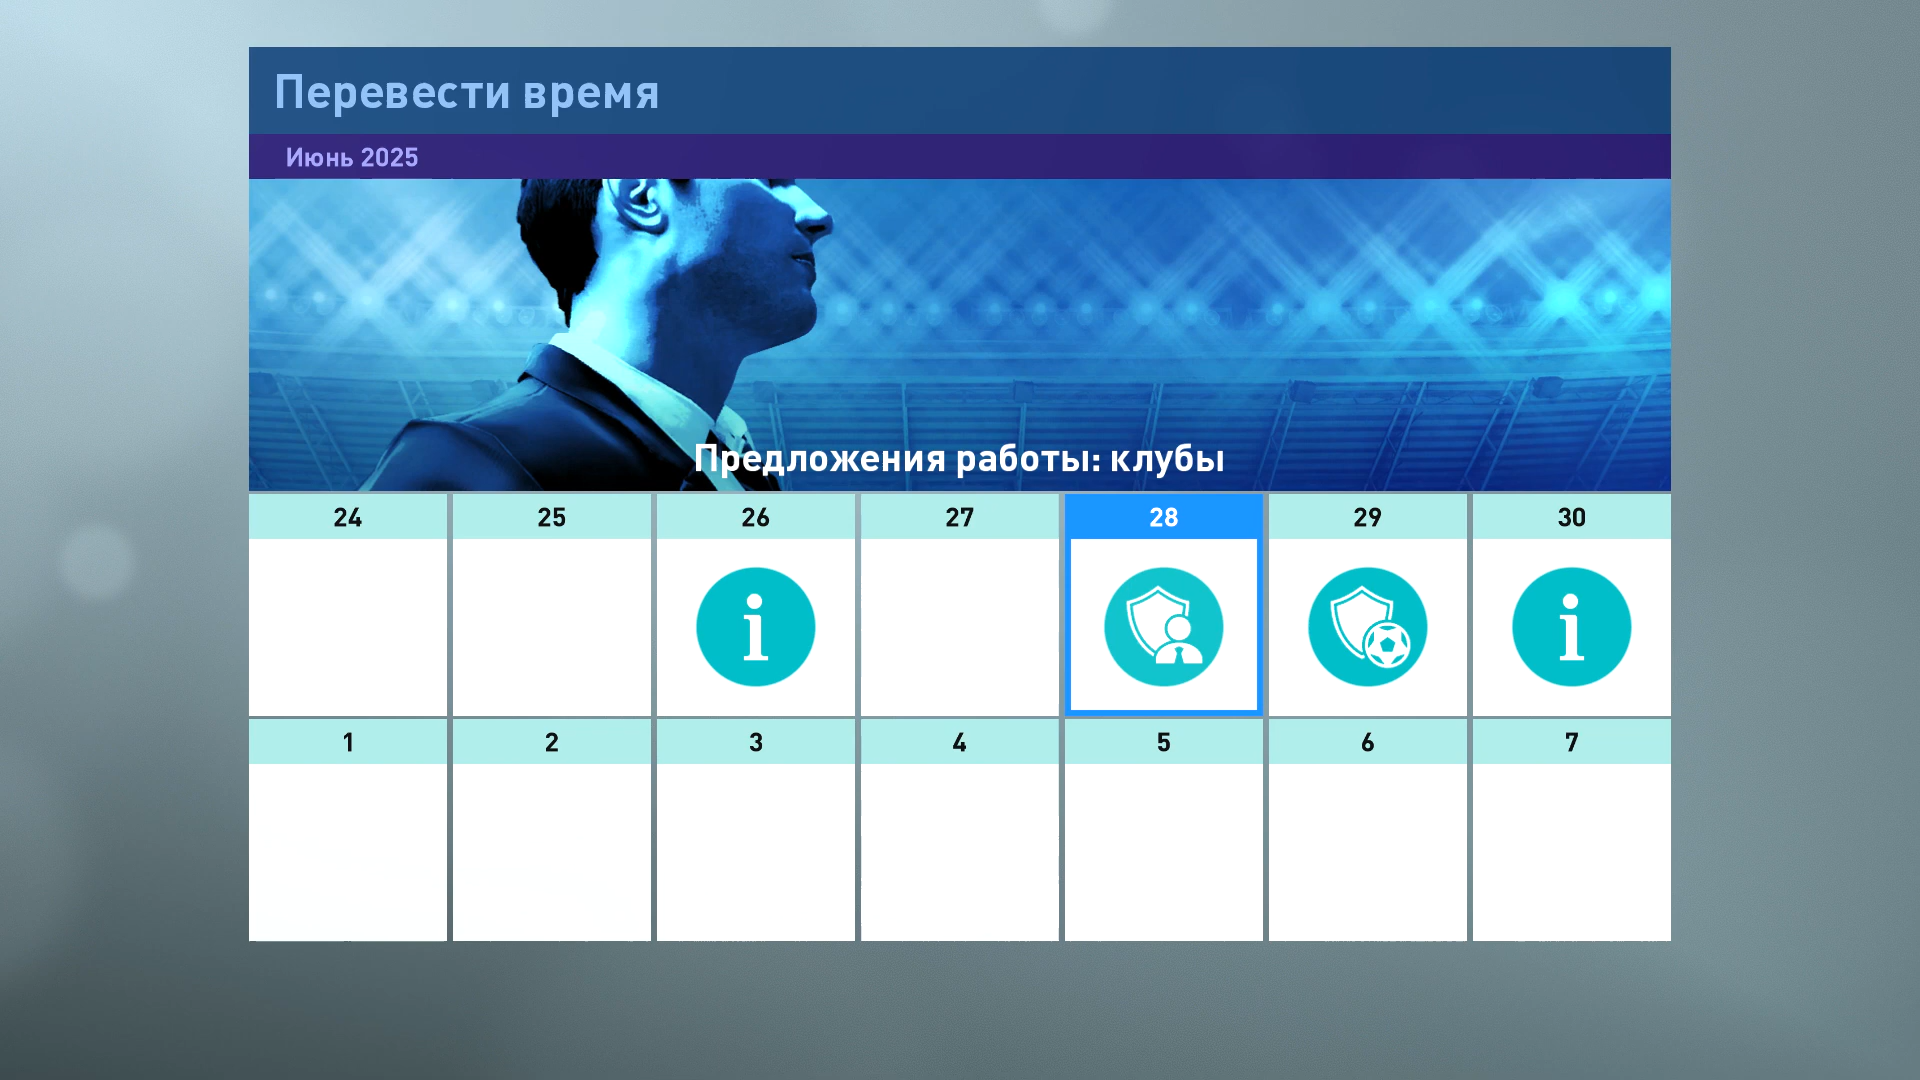 Перевести время
Июнь 2025
Предложения работы: клубы
24 25 26 27 28 29 30
1 2 3 4 5 6 7